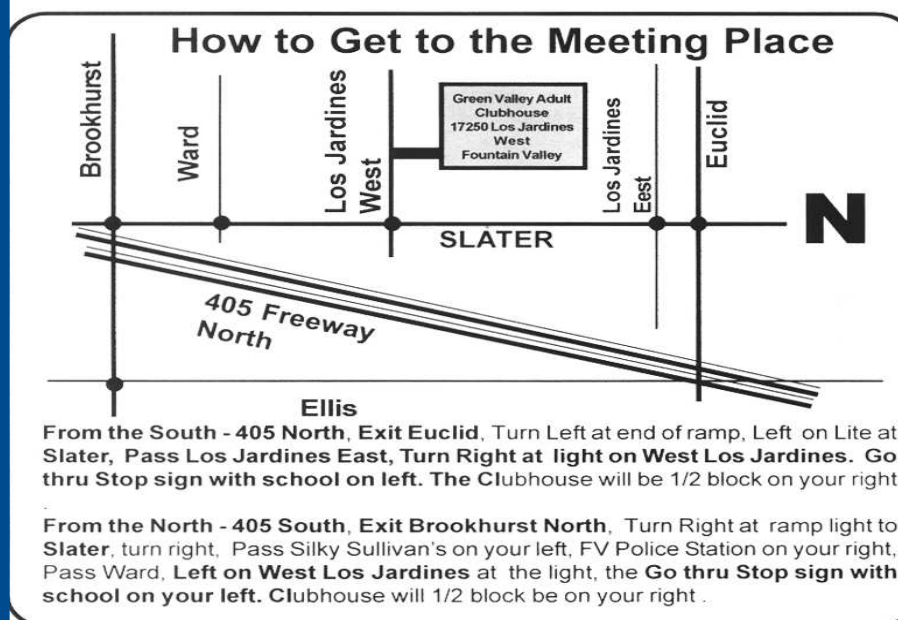 How to Get to the Meeting Place
Brookhurst
Ward
Los Jardines
West
Green Valley Adult
Clubhouse
17250 Los Jardines
West
Fountain Valley
Los Jardines
Eest
Euclid
N
SLATER
405 Freeway
North
Ellis
From the South - 405 North, Exit Euclid, Turn Left at end of ramp, Left on Lite at
Slater, Pass Los Jardines East, Turn Right at light on West Los Jardines. Go
thru Stop sign with school on left. The Clubhouse will be 1/2 block on your right
.
From the North - 405 South, Exit Brookhurst North, Turn Right at ramp light to
Slater, turn right, Pass Silky Sullivan's on your left, FV Police Station on your right,
Pass Ward, Left on West Los Jardines at the light, the Go thru Stop sign with
school on your left. Clubhouse will 1/2 block be on your right .